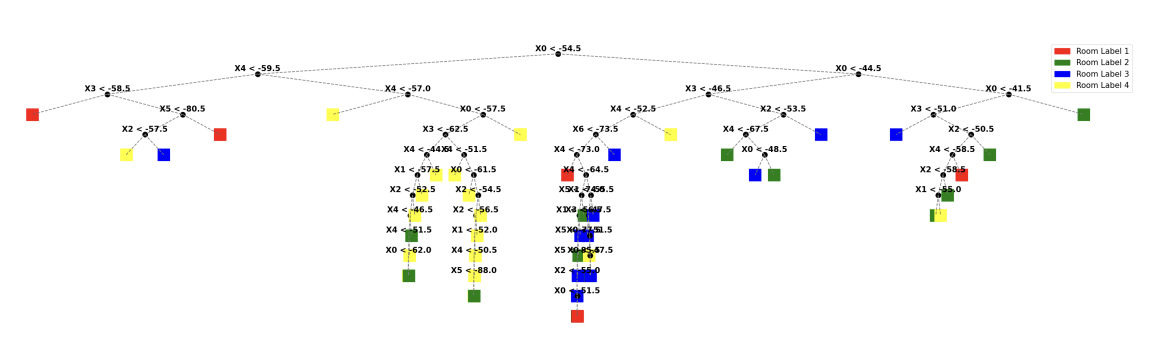 X0 < -54.5
Room Label 1
Room Label 2
Room Label 3
Room Label 4
X4 < -59.5
X0 < -44.5
X3 < -58.5
X4 < -57.0
X3 < -46.5
X0 < -41.5
X5 < -80.5
X0 < -57.5
X4 < -52.5
X2 < -53.5
X3 < -51.0
X2 < -57.5
X3 < -62.5
X6 < -73.5
X4 < -67.5
X2 < -50.5
X4 < -44.
< -51.5
X4 < -73.0
X0 < -48.5
X4 < -58.5
X1 < -57.5
X0 < -61.5
X4 < -64.5
X2 < -58.5
X2 < -52.5
X2 < -54.5
X1 < -55.0
X4 < -46.5
X2 < -56.5
X4 < -51.5
X1 < -52.0
X0 < -62.0
X4 < -50.5
X5 < -88.0
X2 < -55.0
X0 < -51.5